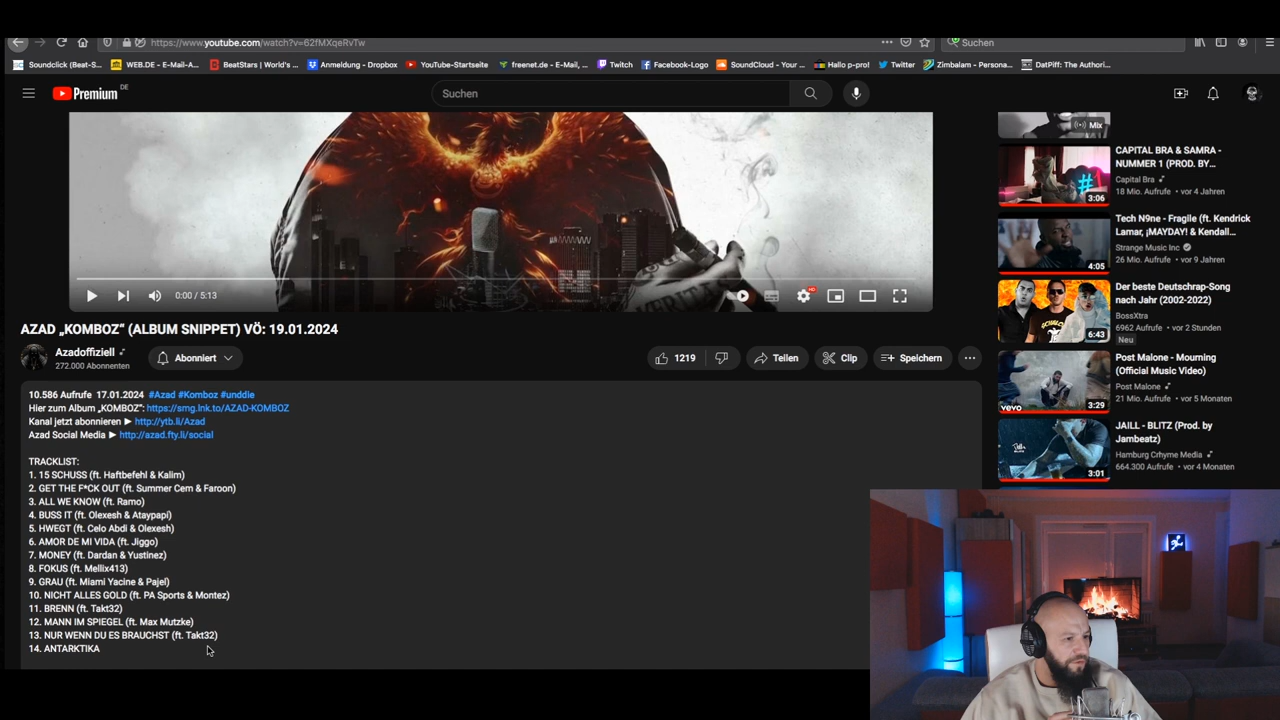 https://www.youtube.com/watch?v=62fMXqeRvTw
Suchen
Soundclick (Beat-S...
WEB.DE - E-Mail-A...
BeatStars | World's ...
Anmeldung - Dropbox
YouTube-Startseite
freenet.de - E-Mail, ...
Twitch
Facebook-Logo
SoundCloud - Your ...
Hallo p-pro!
Twitter
Zimbalam - Persona...
DatPiff: The Authori...
Premium DE
Suchen
0:00 / 5:13
HD
AZAD „KOMBOZ“ (ALBUM SNIPPET) VÖ: 19.01.2024
Azadoffiziell
272.000 Abonnenten
Abonniert
1219
Teilen
Clip
Speichern
10.586 Aufrufe 17.01.2024 #Azad #Komboz #unddie
Hier zum Album „KOMBOZ“: https://smg.lnk.to/AZAD-KOMBOZ
Kanal jetzt abonnieren ► http://ytb.li/Azad
Azad Social Media ► http://azad.fty.li/social
TRACKLIST:
1. 15 SCHUSS (ft. Haftbefehl & Kalim)
2. GET THE F*CK OUT (ft. Summer Cem & Faroon)
3. ALL WE KNOW (ft. Ramo)
4. BUSS IT (ft. Olexesh & Ataypapi)
5. HWEGT (ft. Celo Abdi & Olexesh)
6. AMOR DE MI VIDA (ft. Jiggo)
7. MONEY (ft. Dardan & Yustinez)
8. FOKUS (ft. Mellix413)
9. GRAU (ft. Miami Yacine & Pajel)
10. NICHT ALLES GOLD (ft. PA Sports & Montez)
11. BRENN (ft. Takt32)
12. MANN IM SPIEGEL (ft. Max Mutzke)
13. NUR WENN DU ES BRAUCHST (ft. Takt32)
14. ANTARKTIKA
Mix
CAPITAL BRA & SAMRA -
NUMMER 1 (PROD. BY...
Capital Bra
18 Mio. Aufrufe • vor 4 Jahren
3:06
Tech N9ne - Fragile (ft. Kendrick
Lamar, ¡MAYDAY! & Kendall...
Strange Music Inc
26 Mio. Aufrufe • vor 9 Jahren
4:05
Der beste Deutschrap-Song
nach Jahr (2002-2022)
BossXtra
6962 Aufrufe • vor 2 Stunden
Neu
6:43
Post Malone - Mourning
(Official Music Video)
Post Malone
21 Mio. Aufrufe • vor 5 Monaten
vevo
3:29
JAILL - BLITZ (Prod. by
Jambeatz)
Hamburg Crhyme Media
664.300 Aufrufe • vor 4 Monaten
3:01